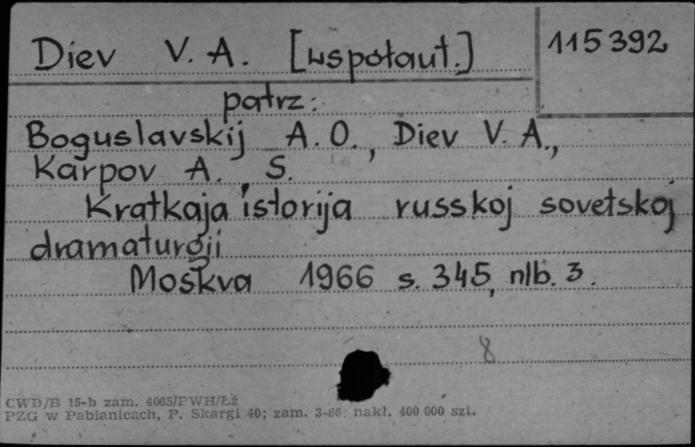 Diev V. A. [współaut.] 115392
patrz:
Boguslavskij A. O., Diev V. A.,
Karpov A. S.
Kratkaja istorija russkoj sovetskoj
dramaturgii
Moskva 1966 s. 345, nlb. 3.
8
CWD/B 15-b zam. 4065/PWH/Łż
PZG w Pabianicach, P. Skargi 40; zam. 3-66 nakł. 400 000 szt.